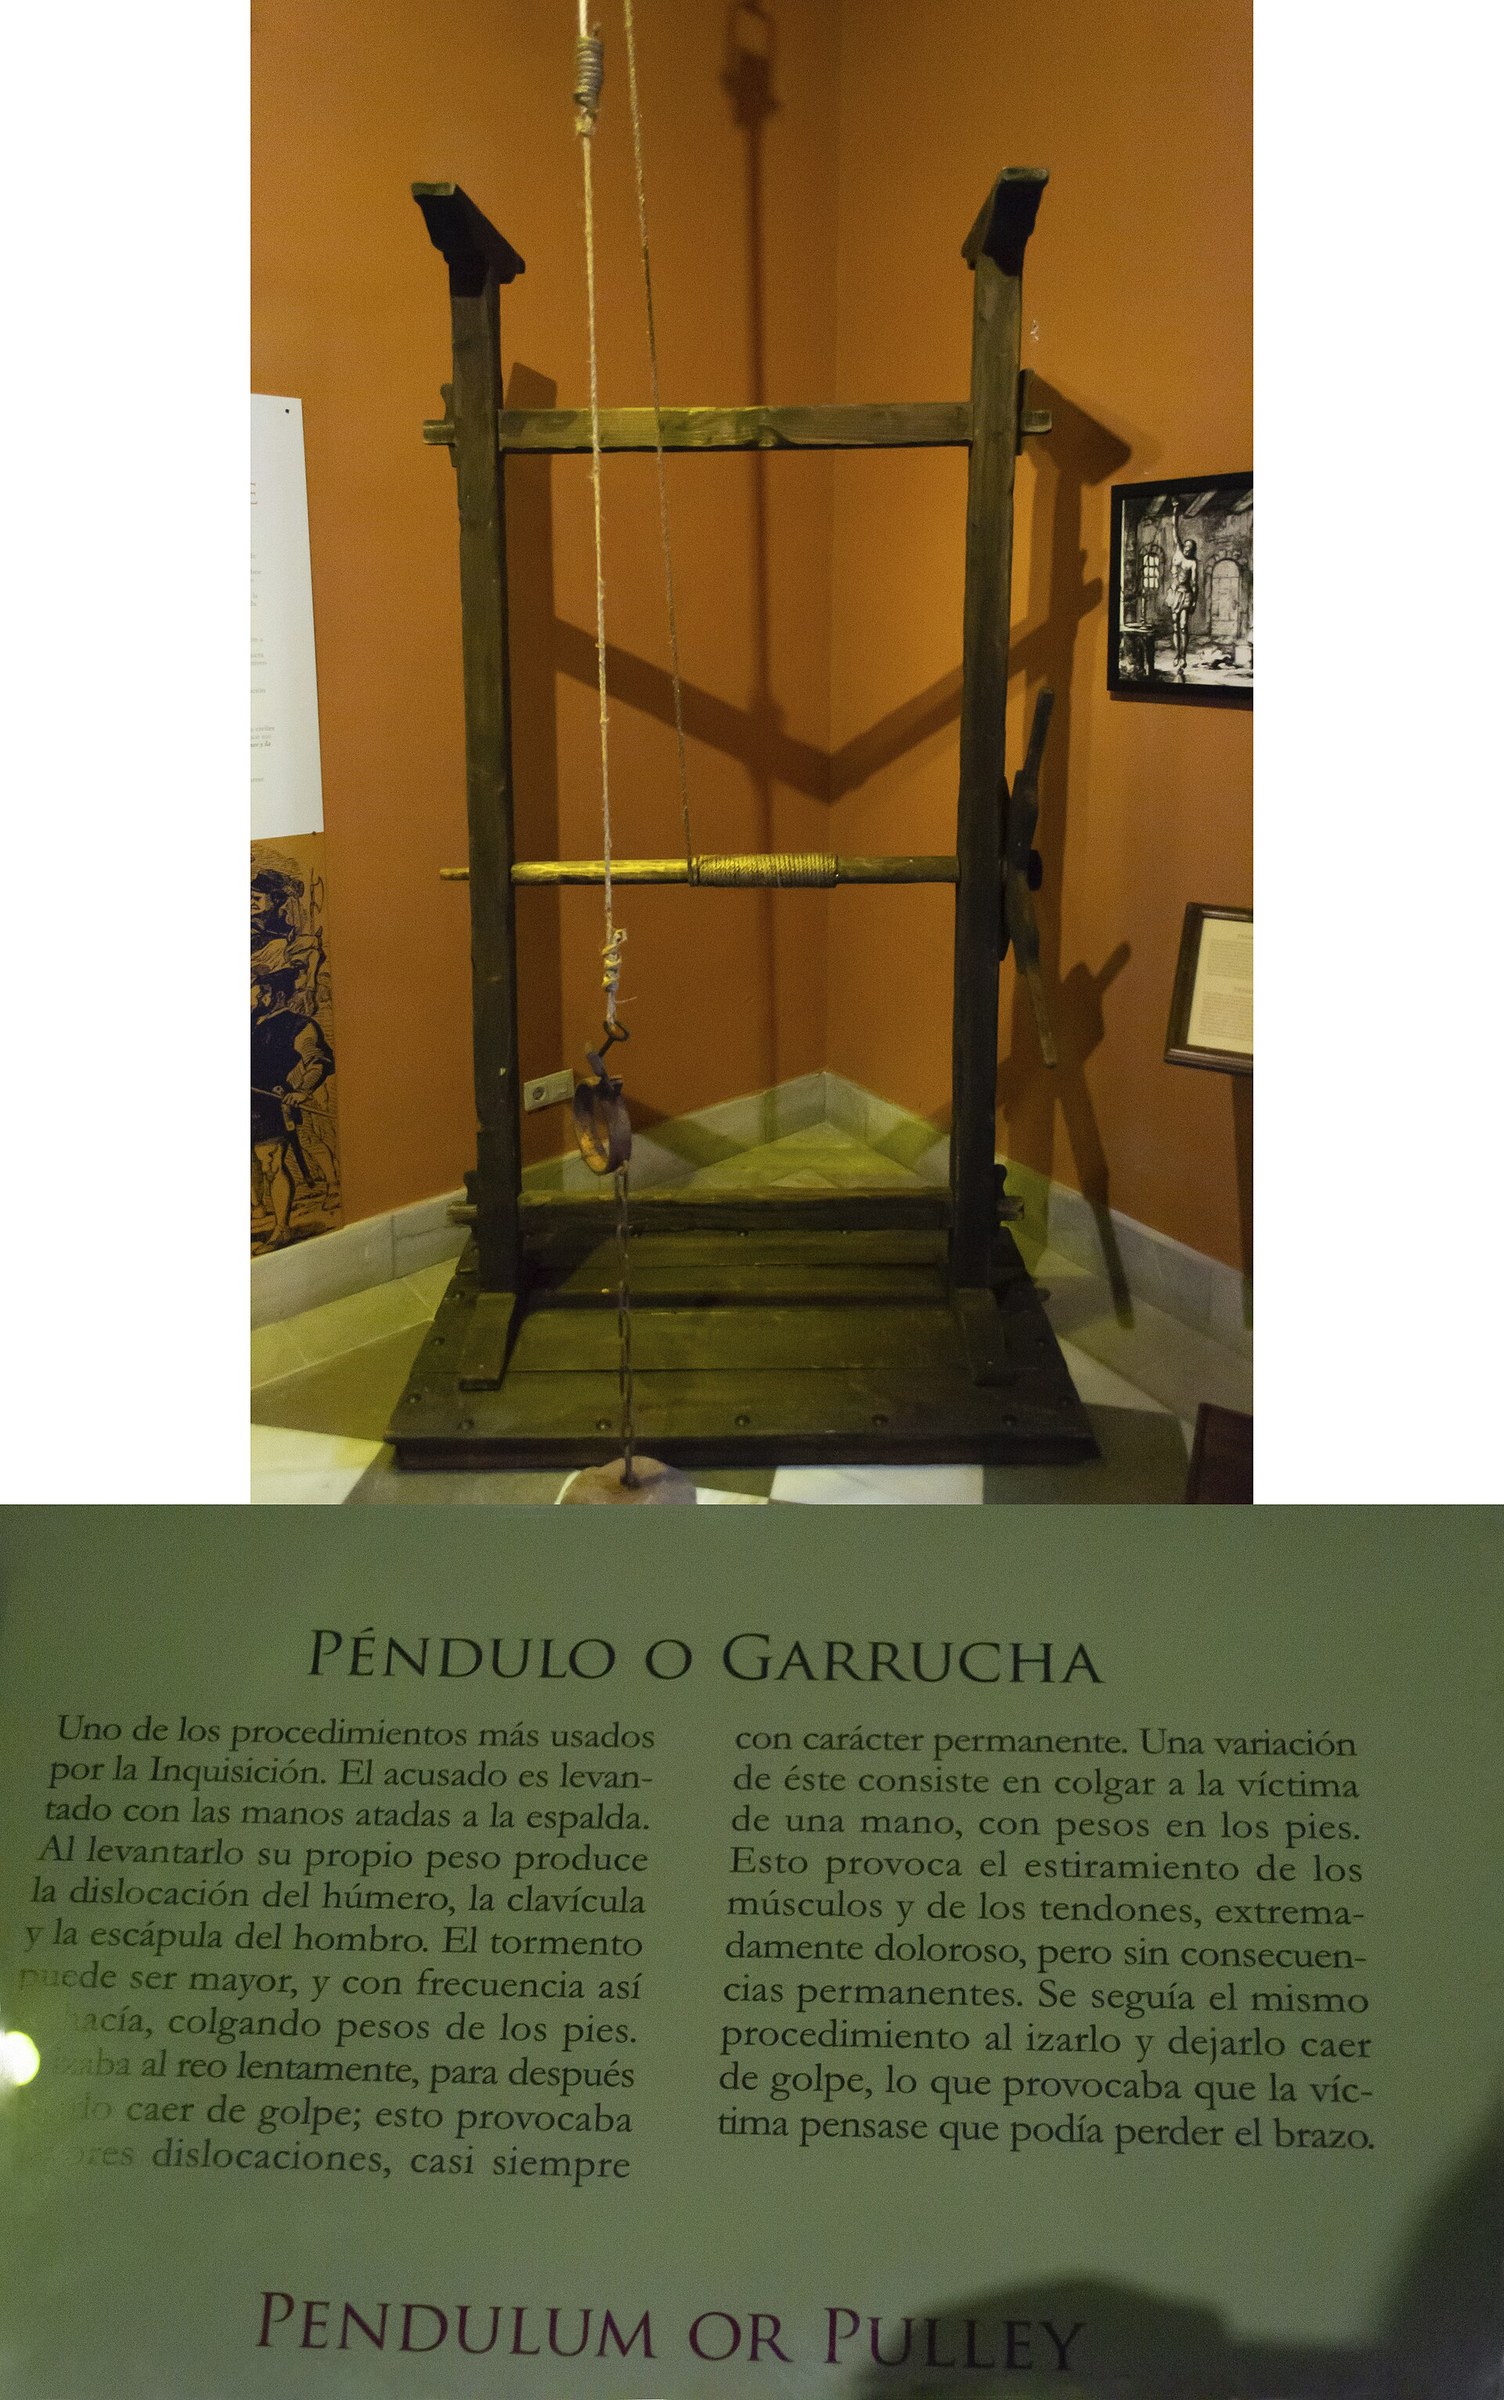 PÉNDULO O GARRUCHA
Uno de los procedimientos más usados
por la Inquisición. El acusado es levan-
tado con las manos atadas a la espalda.
Al levantarlo su propio peso produce
la dislocación del húmero, la clavícula
y la escápula del hombro. El tormento
puede ser mayor, y con frecuencia así
hacía, colgando pesos de los pies.
al reo lentamente, para después
caer de golpe; esto provocaba
dislocaciones, casi siempre
con carácter permanente. Una variación
de éste consiste en colgar a la víctima
de una mano, con pesos en los pies.
Esto provoca el estiramiento de los
músculos y de los tendones, extrema-
damente doloroso, pero sin consecuen-
cias permanentes. Se seguía el mismo
procedimiento al izarlo y dejarlo caer
de golpe, lo que provocaba que la víc-
tima pensase que podía perder el brazo.
PENDULUM OR PULLEY